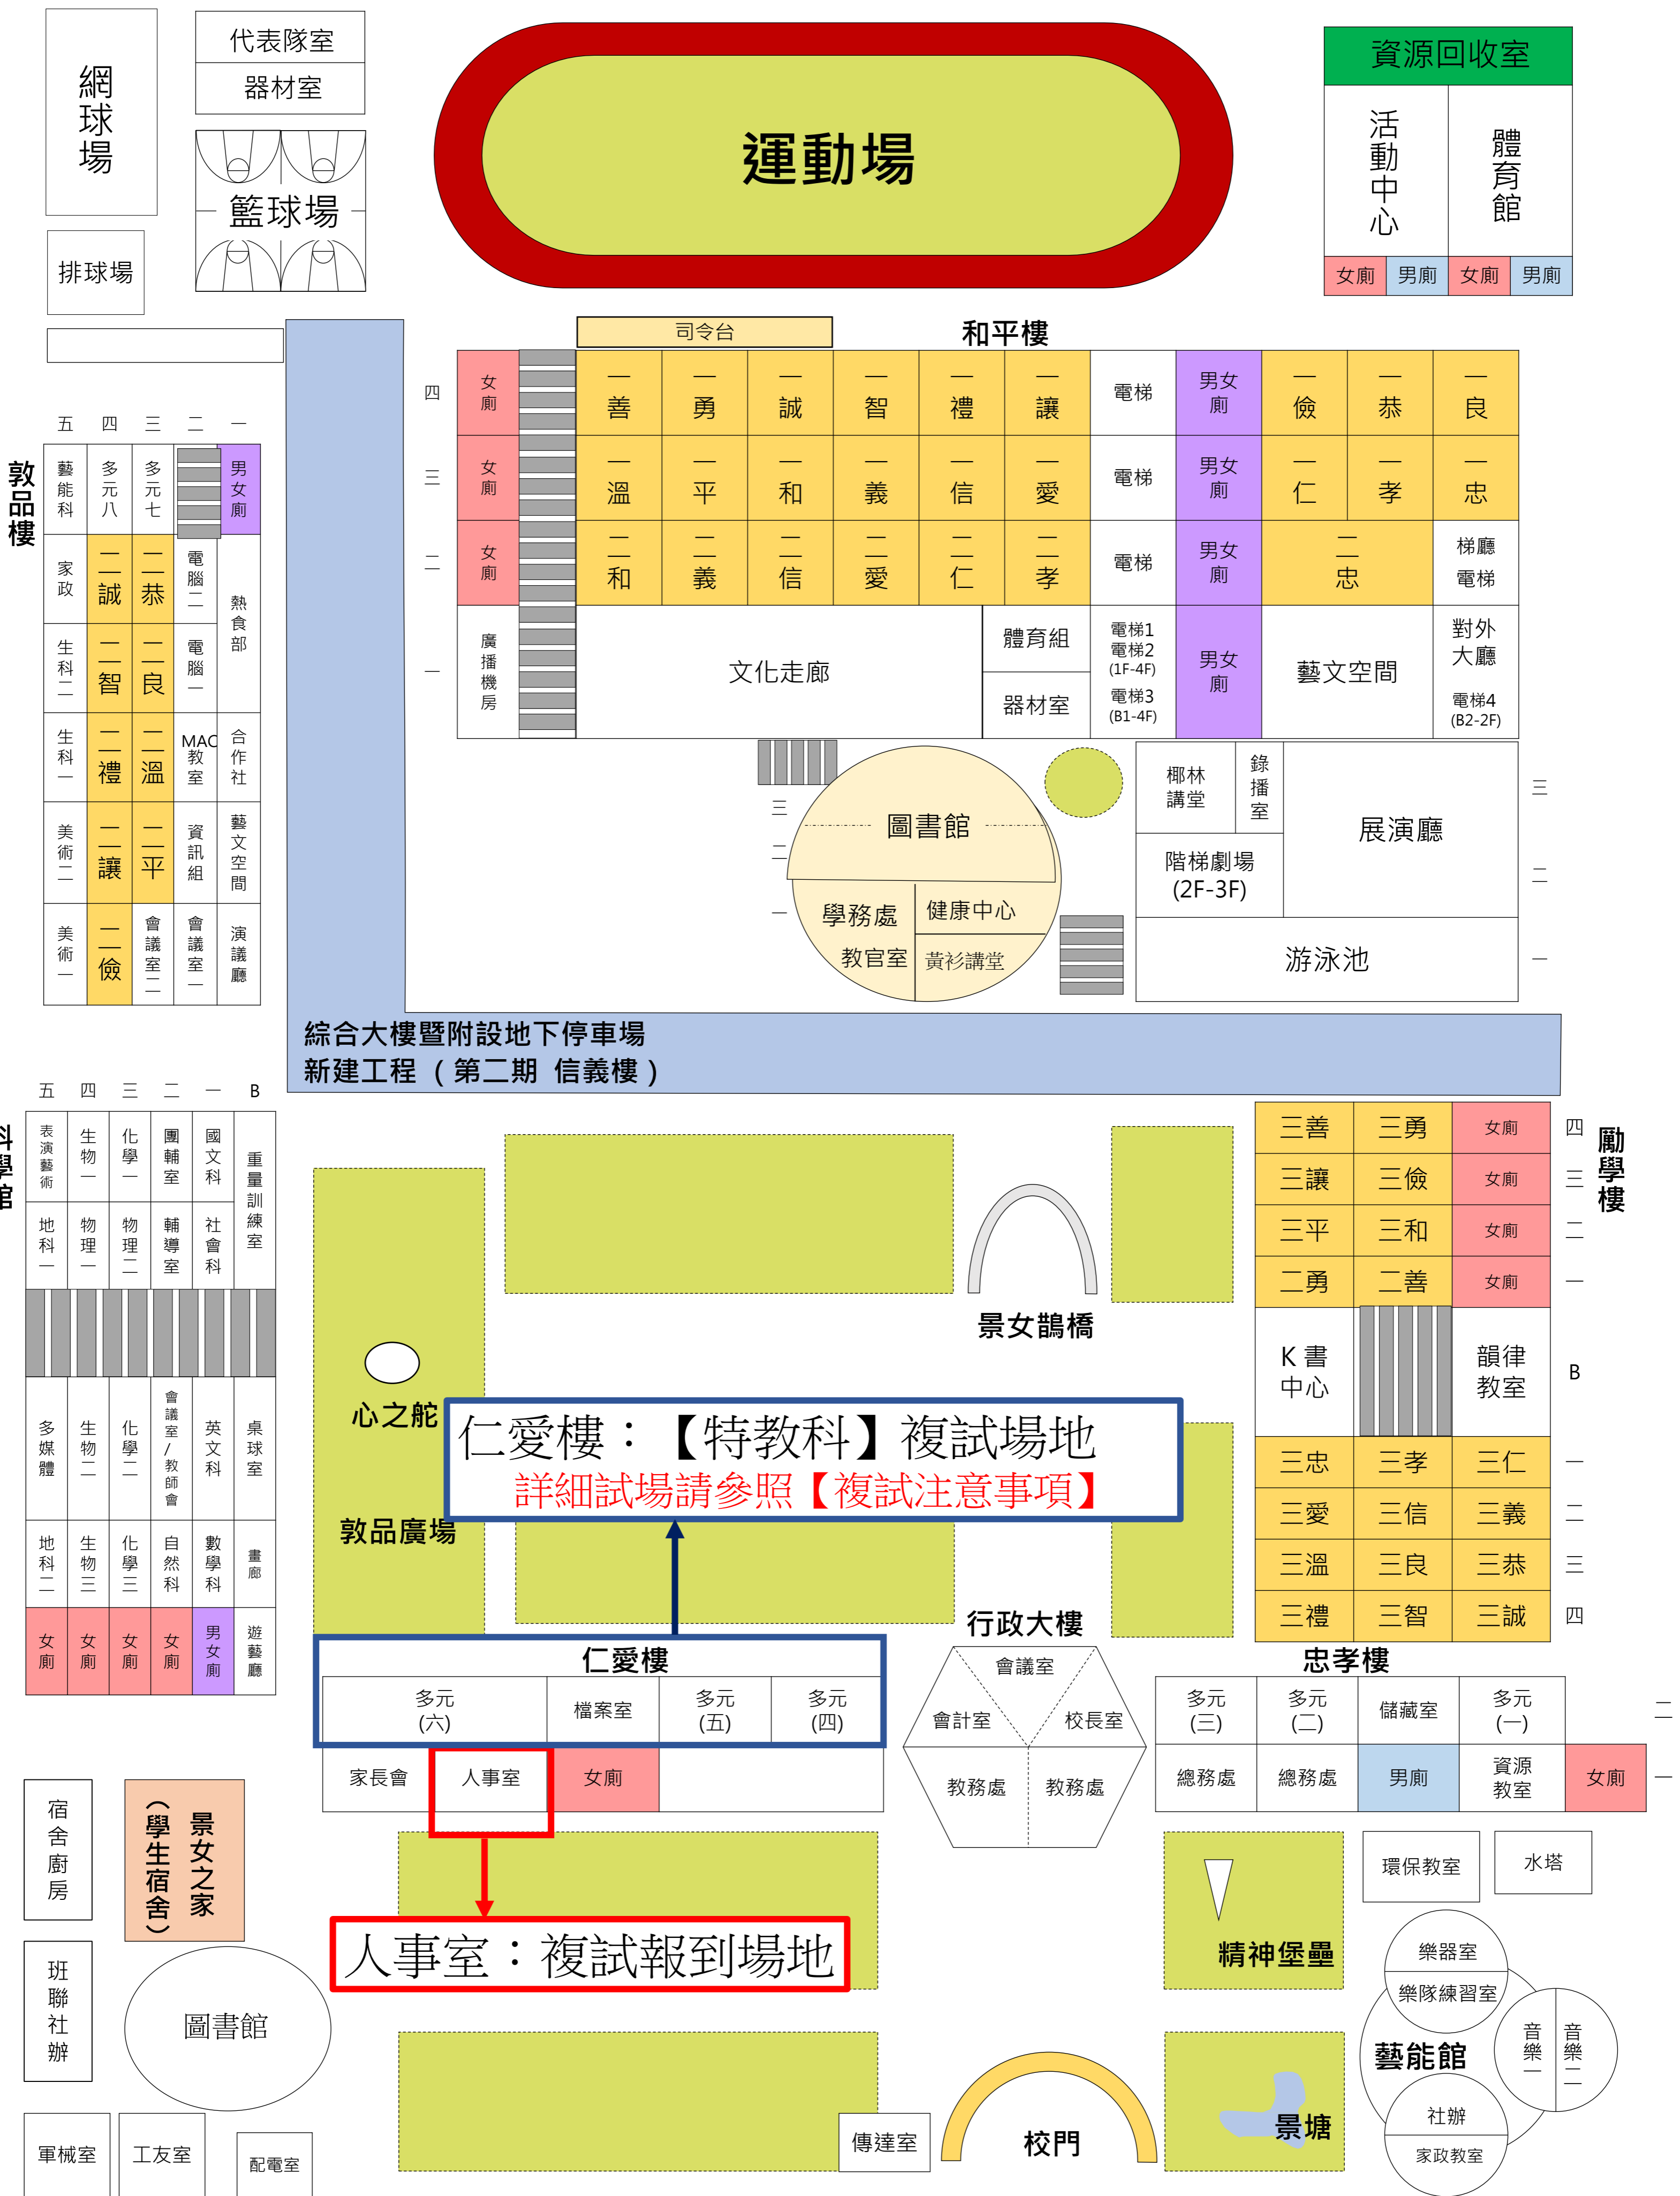 網球場
代表隊室
器材室
籃球場
排球場
運動場
資源回收室
活動中心
體育館
女廁 男廁 女廁 男廁
司令台
和平樓
四 女廁 一善 一勇 一誠 一智 一禮 一讓 電梯 男女廁 一儉 一恭 一良
三 女廁 一溫 一平 一和 一義 一信 一愛 電梯 男女廁 一仁 一孝 一忠
二 女廁 二和 二義 二信 二愛 二仁 二孝 電梯 男女廁 二忠 梯廳 電梯
一 廣播機房 文化走廊 體育組 器材室
電梯1
電梯2
(1F-4F)
電梯3
(B1-4F)
男女廁 藝文空間
對外
大廳
電梯4
(B2-2F)
敦品樓
五 四 三 二 一
藝能科 多元八 多元七 男女廁
家政 二誠 二恭 電腦二 熱食部
生科二 二智 二良 電腦一
生科一 二禮 二溫 MAC教室 合作社
美術二 二讓 二平 資訊組 藝文空間
美術一 二儉 會議室二 會議室一 演議廳
三
二
一
圖書館
學務處
教官室
健康中心
黃衫講堂
椰林
講堂
錄播室
展演廳
階梯劇場
(2F-3F)
游泳池
三
二
一
綜合大樓暨附設地下停車場
新建工程（第二期 信義樓）
科學館
五 四 三 二 一 B
表演藝術 生物一 化學一 團輔室 國文科 重量訓練室
地科一 物理一 物理二 輔導室 社會科
多媒體 生物二 化學二 會議室/教師會 英文科 桌球室
地科二 生物三 化學三 自然科 數學科 畫廊
女廁 女廁 女廁 女廁 男女廁 遊藝廳
景女鵲橋
心之舵
敦品廣場
仁愛樓：【特教科】複試場地
詳細試場請參照【複試注意事項】
勵學樓
三善 三勇 女廁 四
三讓 三儉 女廁 三
三平 三和 女廁 二
二勇 二善 女廁 一
K 書
中心
韻律
教室
B
三忠 三孝 三仁 一
三愛 三信 三義 二
三溫 三良 三恭 三
三禮 三智 三誠 四
仁愛樓
多元(六) 檔案室 多元(五) 多元(四)
家長會 人事室 女廁
行政大樓
會議室
會計室 校長室
教務處 教務處
忠孝樓
多元(三) 多元(二) 儲藏室 多元(一) 二
總務處 總務處 男廁 資源教室 女廁 一
人事室：複試報到場地
宿舍廚房
景女之家
（學生宿舍）
班聯社辦
圖書館
軍械室
工友室
配電室
傳達室
校門
精神堡壘
景塘
環保教室
水塔
樂器室
樂隊練習室
藝能館
音樂一
音樂二
社辦
家政教室